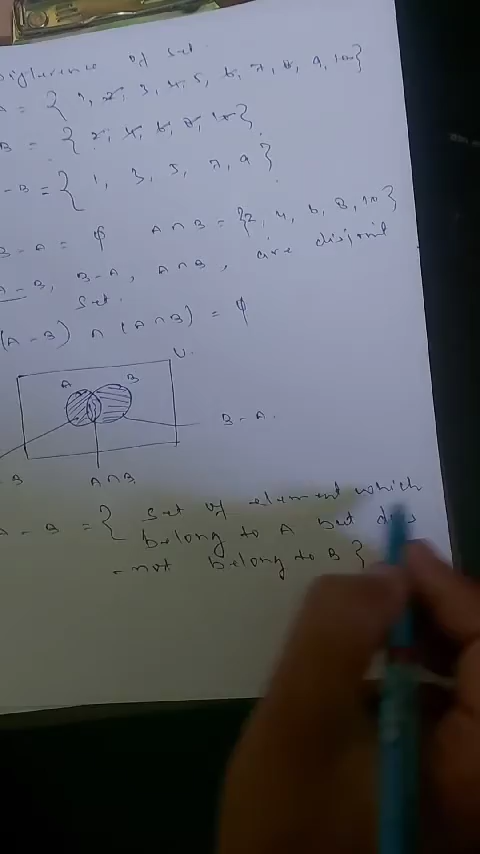 Difference of set.
A = { 1, 2, 3, 4, 5, 6, 7, 8, 9, 10}
B = { 2, 4, 6, 8, 10}
- B = { 1, 3, 5, 7, 9 }
B - A = φ A ∩ B = {2, 4, 6, 8, 10}
A - B, B - A, A ∩ B, are disjoint
set.
(A - B) ∩ (A ∩ B) = φ
U.
A B
B - A.
B A ∩ B
A - B = { set of element which
belong to A but does
not belong to B }